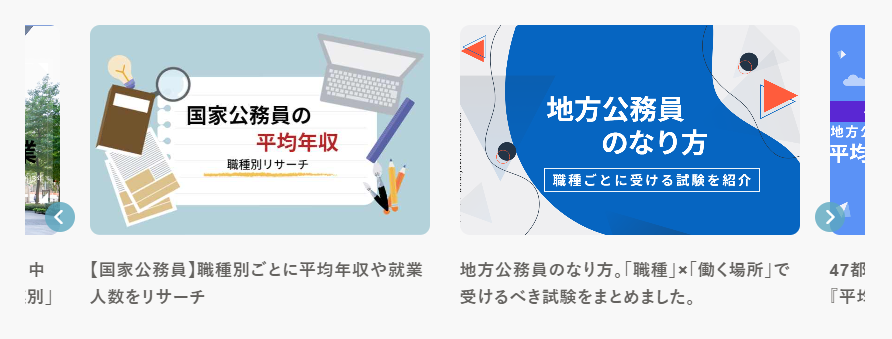 業
中
別」
国家公務員の
平均年収
職種別リサーチ
【国家公務員】職種別ごとに平均年収や就業
人数をリサーチ
地方公務員
のなり方
職種ごとに受ける試験を紹介
地方公務員のなり方。「職種」×「働く場所」で
受けるべき試験をまとめました。
地方
平均
47都
『平均